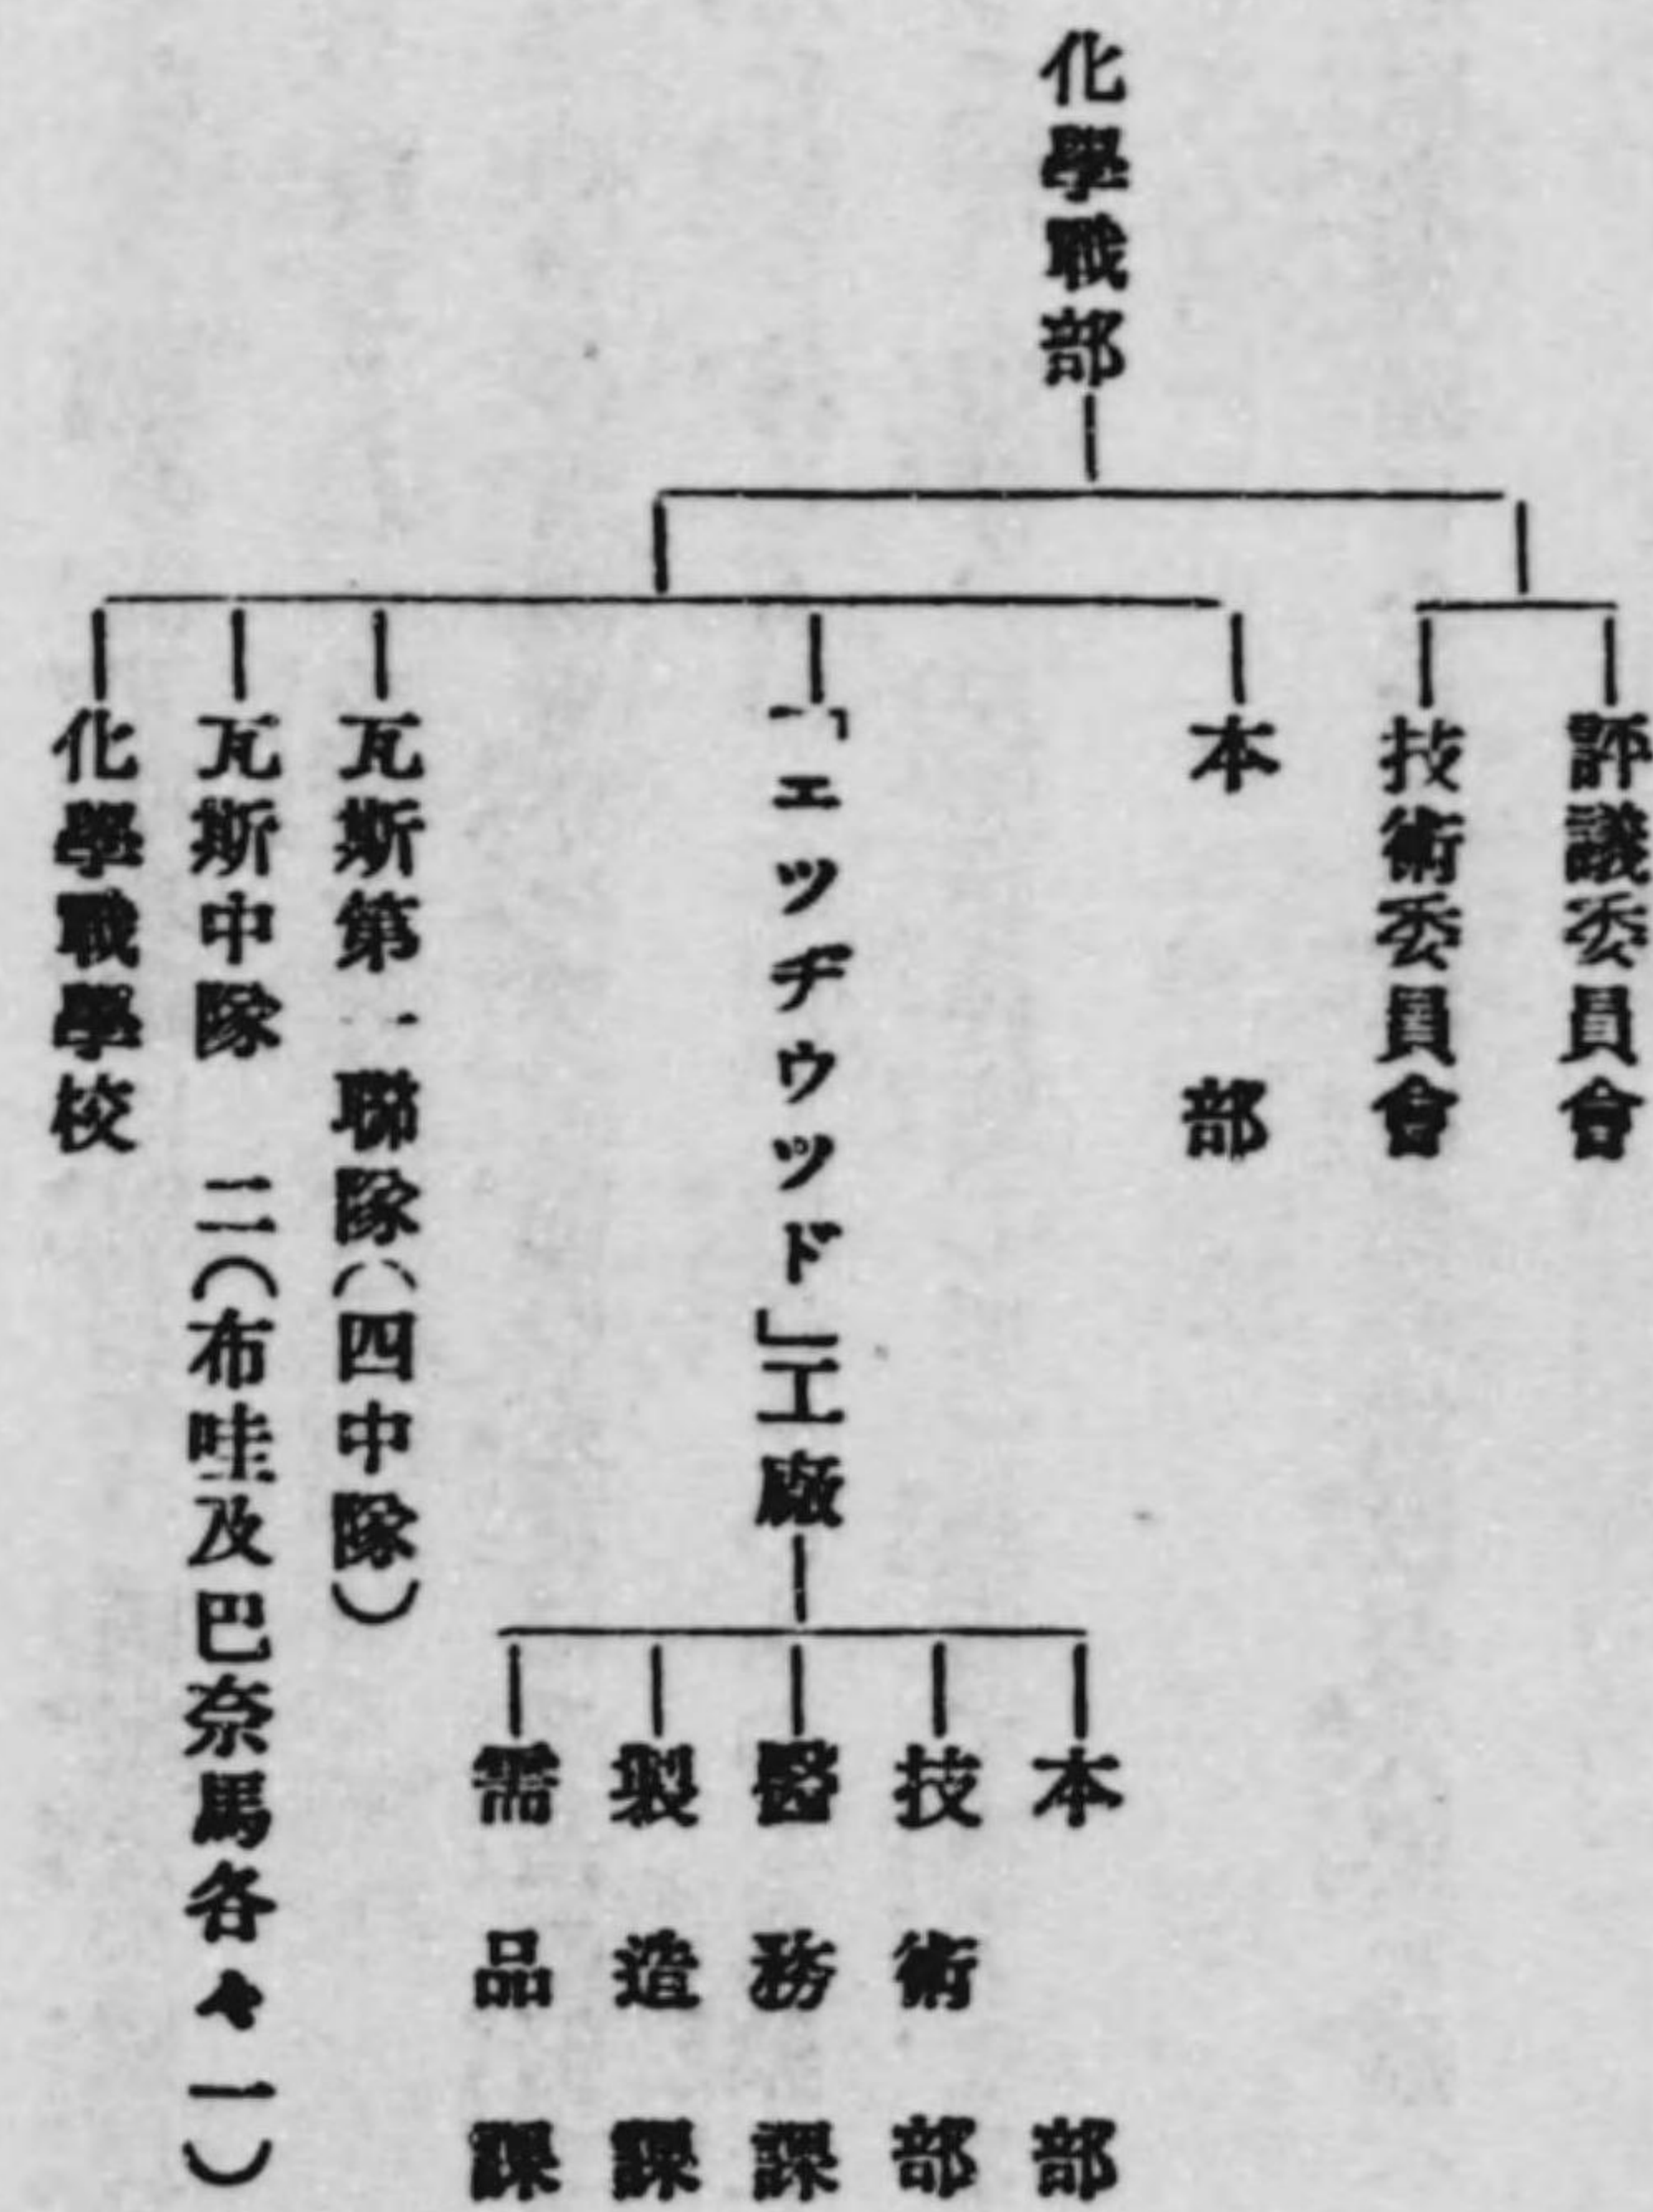 化學戰部
評議委員會
技術委員會
本部
「エッヂウッド」工廠
本部
技術部
醫務課
製造課
需品課
瓦斯第一聯隊(四中隊)
瓦斯中隊 二(布哇及巴奈馬各々一)
化學戰學校